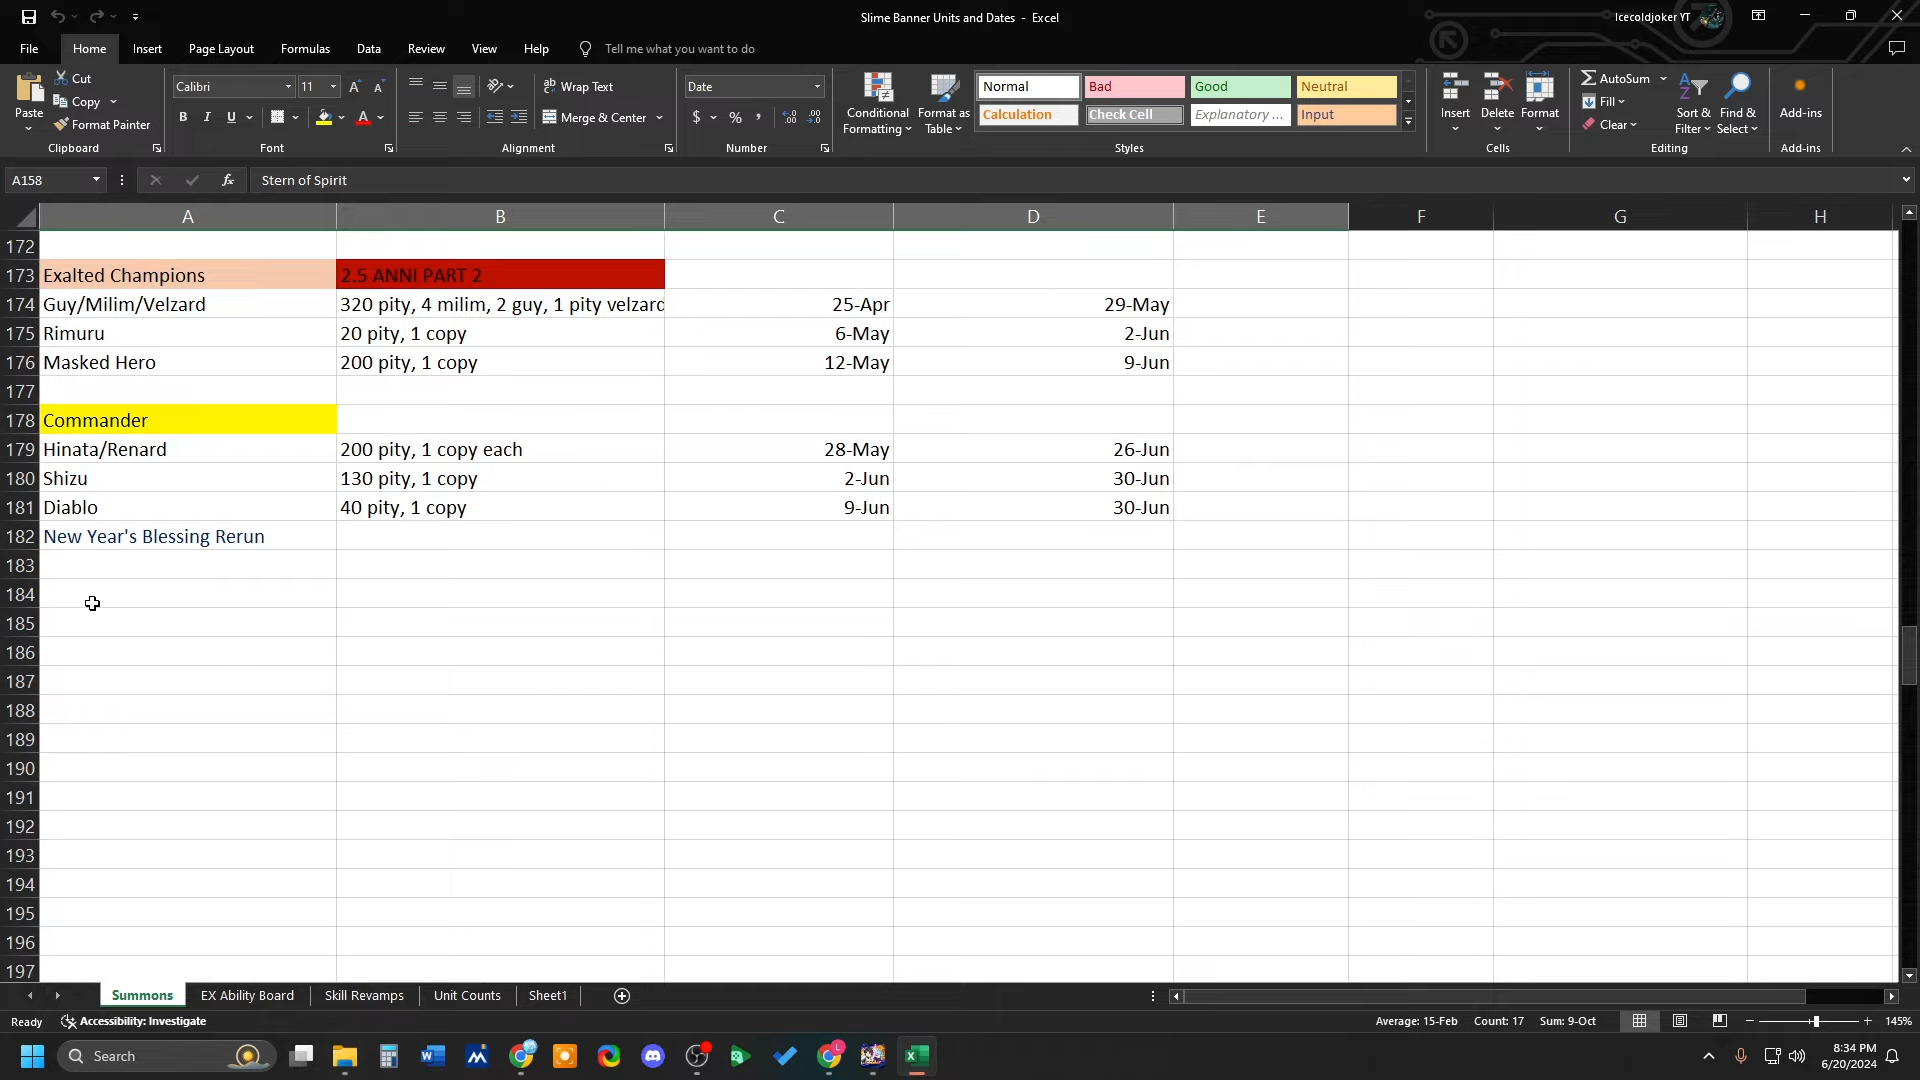 Slime Banner Units and Dates - Excel
Icecoldjoker YT
File Home Insert Page Layout Formulas Data Review View Help Tell me what you want to do
Paste
Cut
Copy
Format Painter
Clipboard
Calibri 11
B I U
Font
Wrap Text
Merge & Center
Alignment
Date
$ % ,
Number
Conditional Formatting
Format as Table
Normal Bad Good Neutral
Calculation Check Cell Explanatory ... Input
Styles
Insert Delete Format
Cells
AutoSum
Fill
Clear
Sort & Filter
Find & Select
Editing
Add-ins
Add-ins
A158 fx Stern of Spirit
A B C D E F G H
172
173 Exalted Champions 2.5 ANNI PART 2
174 Guy/Milim/Velzard 320 pity, 4 milim, 2 guy, 1 pity velzard 25-Apr 29-May
175 Rimuru 20 pity, 1 copy 6-May 2-Jun
176 Masked Hero 200 pity, 1 copy 12-May 9-Jun
177
178 Commander
179 Hinata/Renard 200 pity, 1 copy each 28-May 26-Jun
180 Shizu 130 pity, 1 copy 2-Jun 30-Jun
181 Diablo 40 pity, 1 copy 9-Jun 30-Jun
182 New Year's Blessing Rerun
183
184
185
186
187
188
189
190
191
192
193
194
195
196
197
Summons EX Ability Board Skill Revamps Unit Counts Sheet1
Ready Accessibility: Investigate Average: 15-Feb Count: 17 Sum: 9-Oct 145%
Search
8:34 PM
6/20/2024